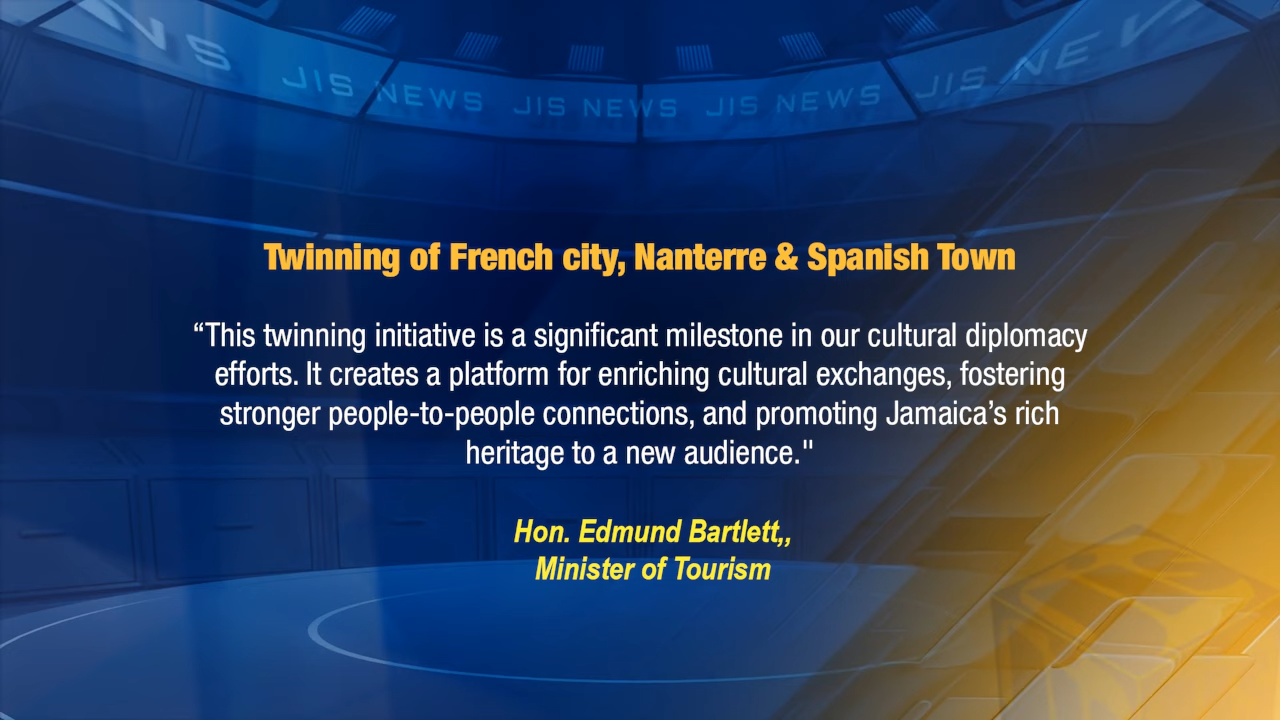 NS JIS NEWS JIS NEWS JIS NEWS JIS NEW
Twinning of French city, Nanterre & Spanish Town
“This twinning initiative is a significant milestone in our cultural diplomacy
efforts. It creates a platform for enriching cultural exchanges, fostering
stronger people-to-people connections, and promoting Jamaica’s rich
heritage to a new audience."
Hon. Edmund Bartlett,,
Minister of Tourism